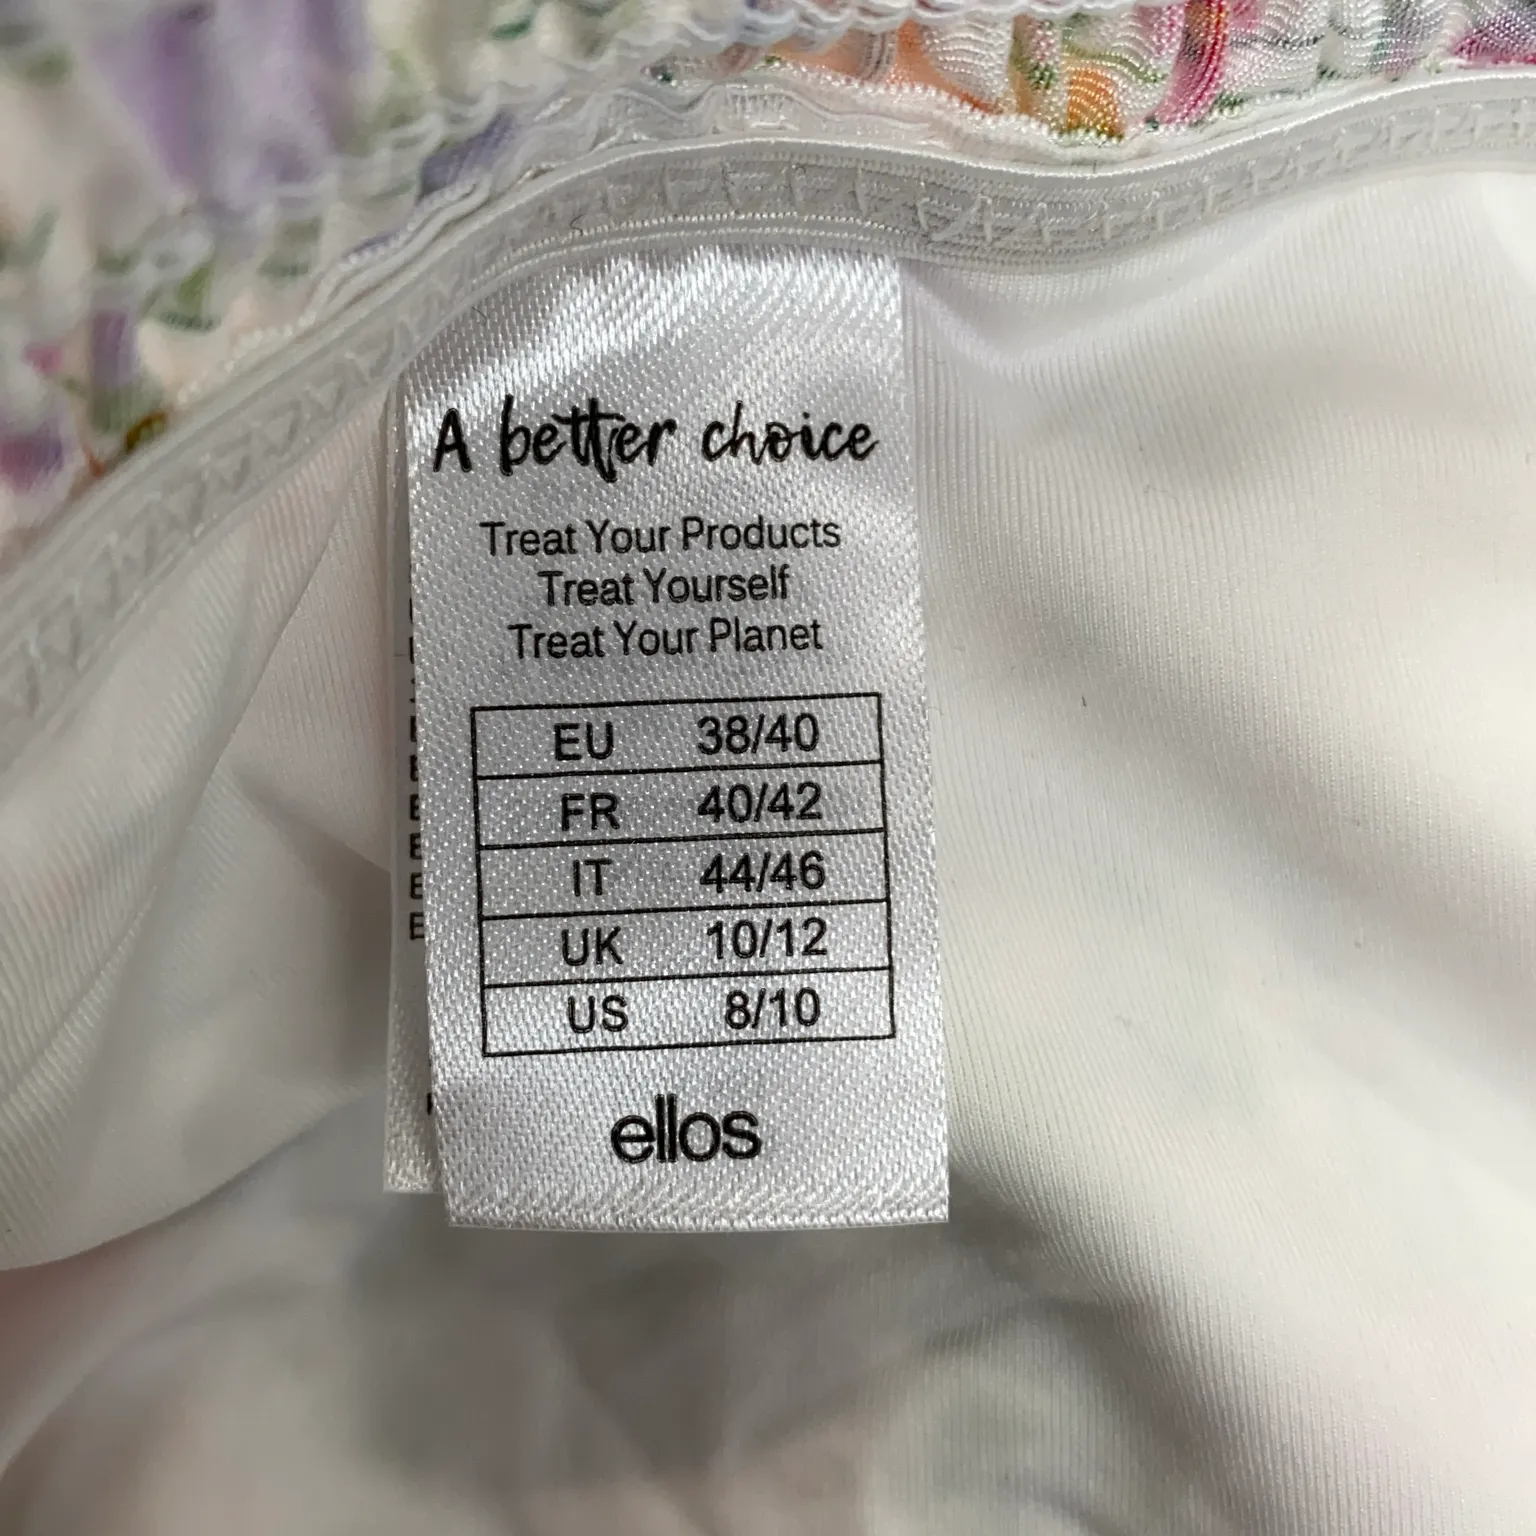 A better choice
Treat Your Products
Treat Yourself
Treat Your Planet
EU 38/40
FR 40/42
IT 44/46
UK 10/12
US 8/10
ellos